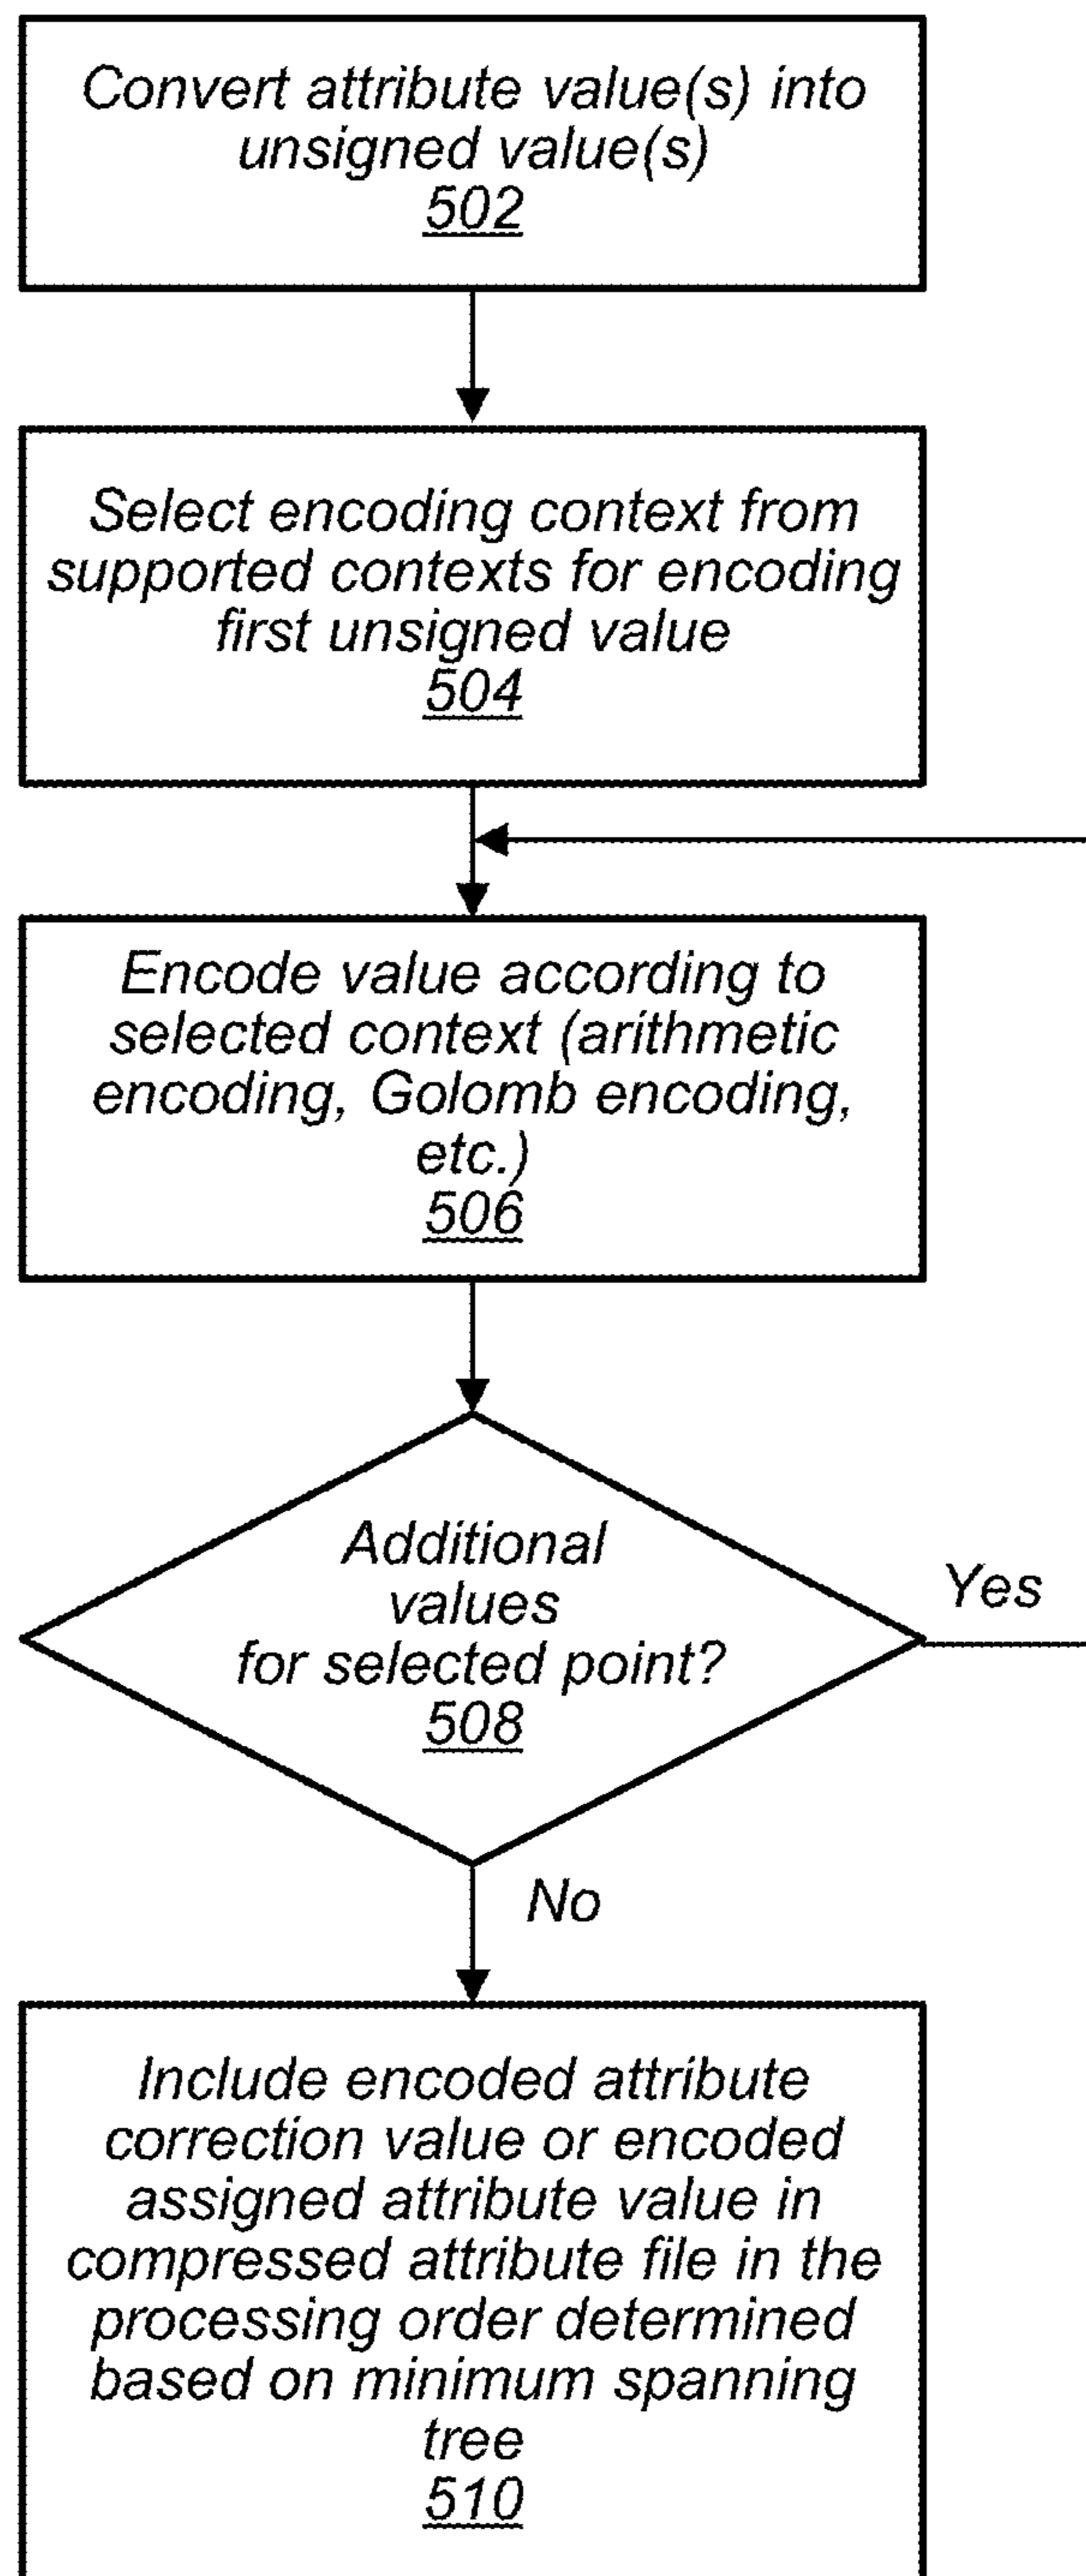 Convert attribute value(s) into
unsigned value(s)
502
Select encoding context from
supported contexts for encoding
first unsigned value
504
Encode value according to
selected context (arithmetic
encoding, Golomb encoding,
etc.)
506
Additional
values
for selected point?
508
Yes
No
Include encoded attribute
correction value or encoded
assigned attribute value in
compressed attribute file in the
processing order determined
based on minimum spanning
tree
510